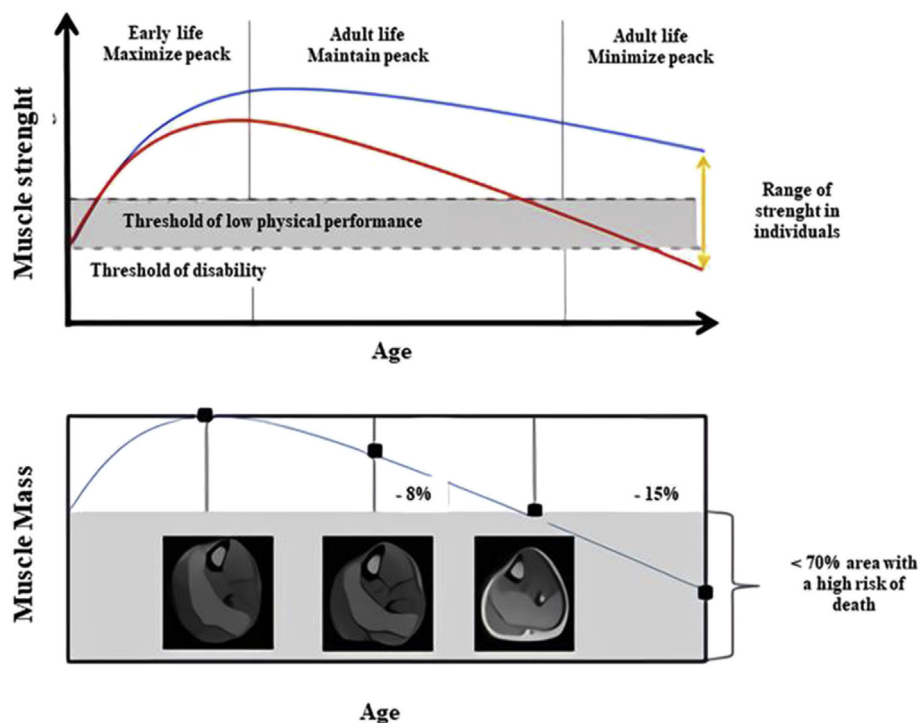 Early life
Maximize peack
Adult life
Maintain peack
Adult life
Minimize peack
Muscle strenght
Threshold of low physical performance
Threshold of disability
Range of
strenght in
individuals
Age
Muscle Mass
- 8%
- 15%
< 70% area with
a high risk of
death
Age